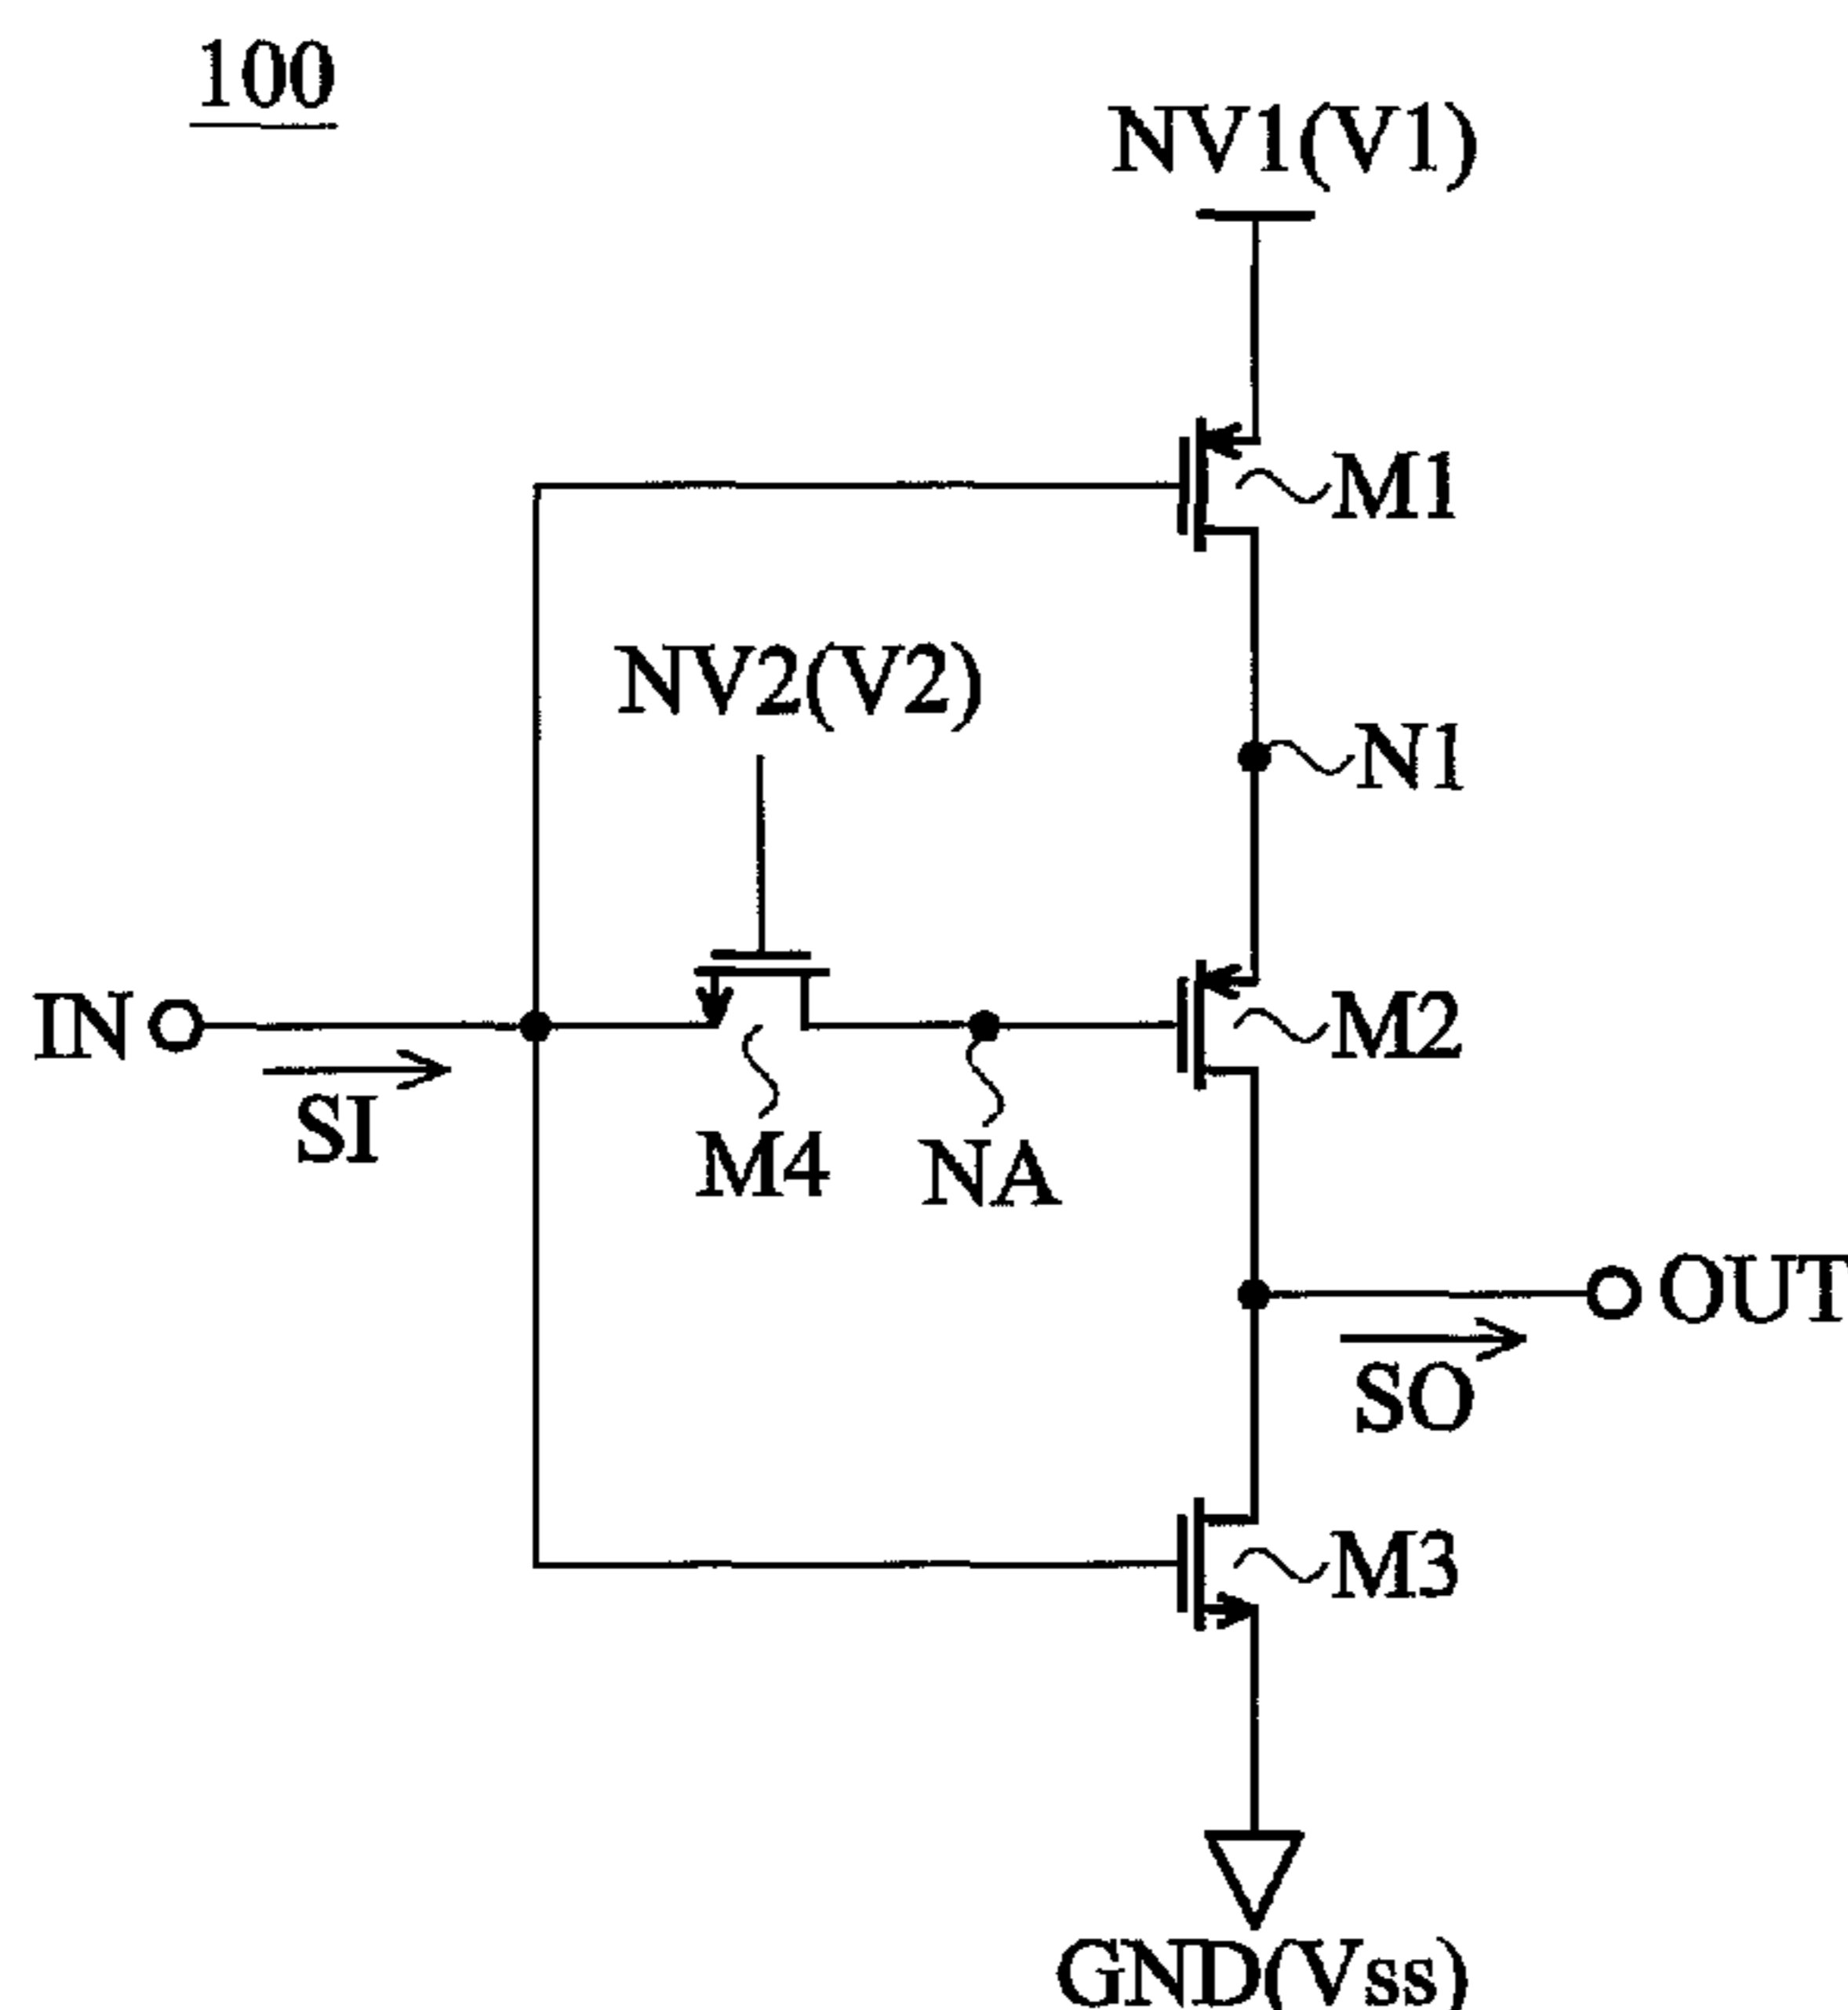 100
NV1(V1)
M1
NV2(V2)
N1
IN
M2
SI
M4
NA
OUT
SO
M3
GND(Vss)